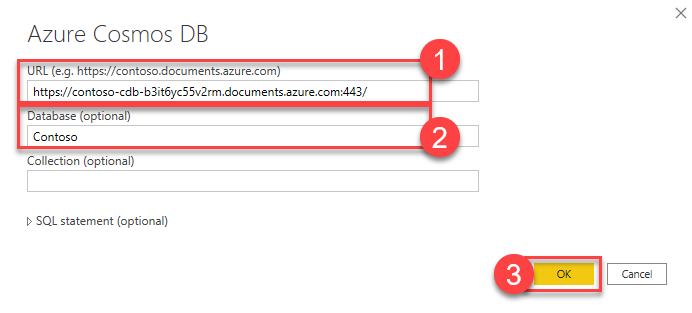 Azure Cosmos DB
URL (e.g. https://contoso.documents.azure.com)
1
https://contoso-cdb-b3it6yc55v2rm.documents.azure.com:443/
Database (optional)
Contoso
2
Collection (optional)
SQL statement (optional)
3
OK
Cancel